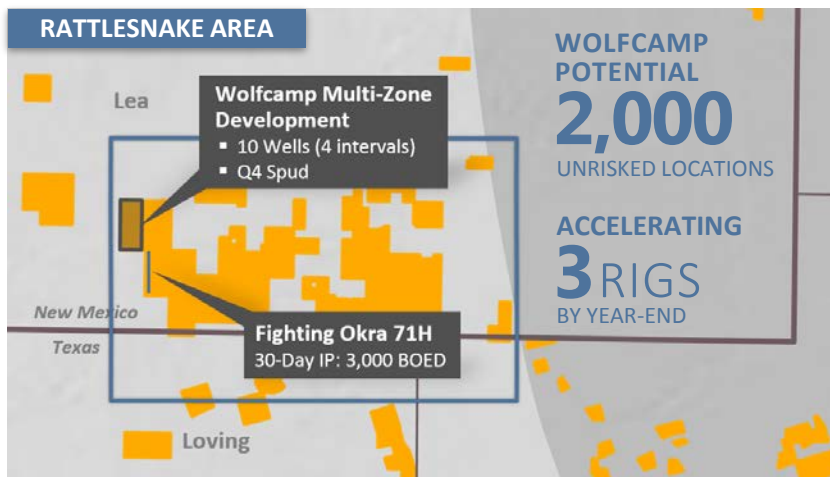 RATTLESNAKE AREA
Lea
Wolfcamp Multi-Zone
Development
▪ 10 Wells (4 intervals)
▪ Q4 Spud
WOLFCAMP
POTENTIAL
2,000
UNRISKED LOCATIONS
ACCELERATING
3 RIGS
BY YEAR-END
New Mexico
Texas
Fighting Okra 71H
30-Day IP: 3,000 BOED
Loving